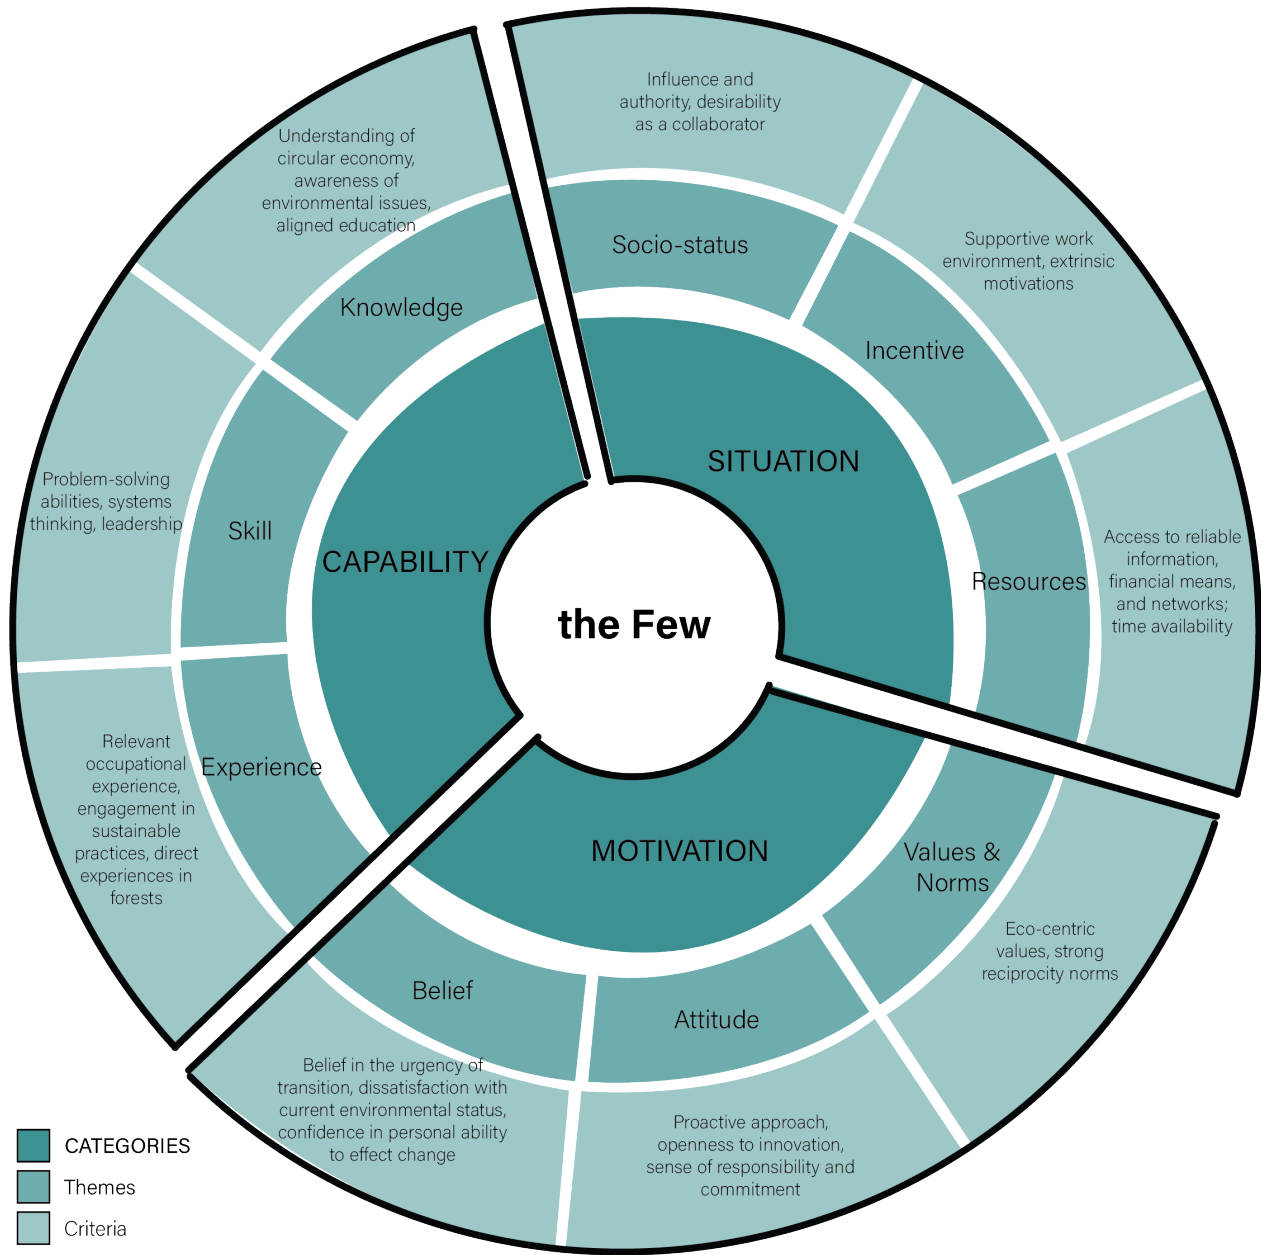 Influence and
authority, desirability
as a collaborator
Socio-status
Supportive work
environment, extrinsic
motivations
Incentive
Access to reliable
information,
financial means,
and networks;
time availability
Resources
SITUATION
Understanding of
circular economy,
awareness of
environmental issues,
aligned education
Knowledge
Problem-solving
abilities, systems
thinking, leadership
Skill
CAPABILITY
Relevant
occupational
experience,
engagement in
sustainable
practices, direct
experiences in
forests
Experience
the Few
MOTIVATION
Values &
Norms
Eco-centric
values, strong
reciprocity norms
Attitude
Proactive approach,
openness to innovation,
sense of responsibility and
commitment
Belief
Belief in the urgency of
transition, dissatisfaction with
current environmental status,
confidence in personal ability
to effect change
CATEGORIES
Themes
Criteria